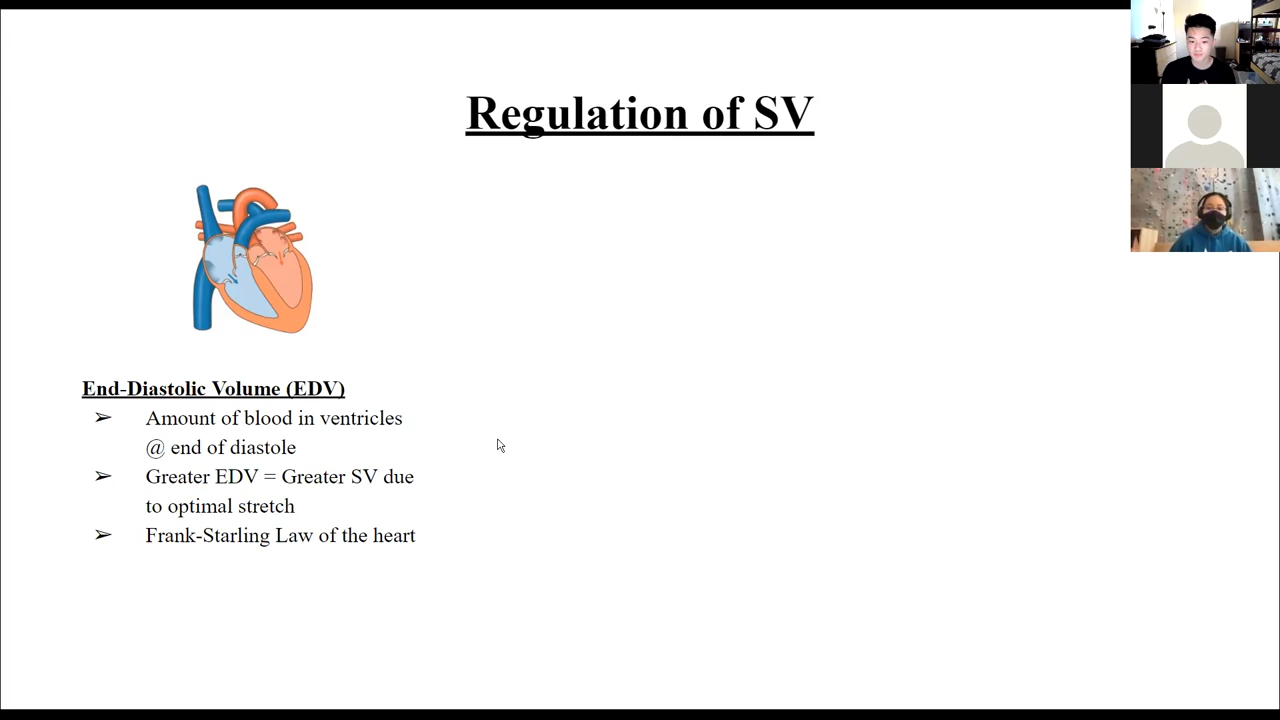 Regulation of SV
End-Diastolic Volume (EDV)
➢ Amount of blood in ventricles
@ end of diastole
➢ Greater EDV = Greater SV due
to optimal stretch
➢ Frank-Starling Law of the heart